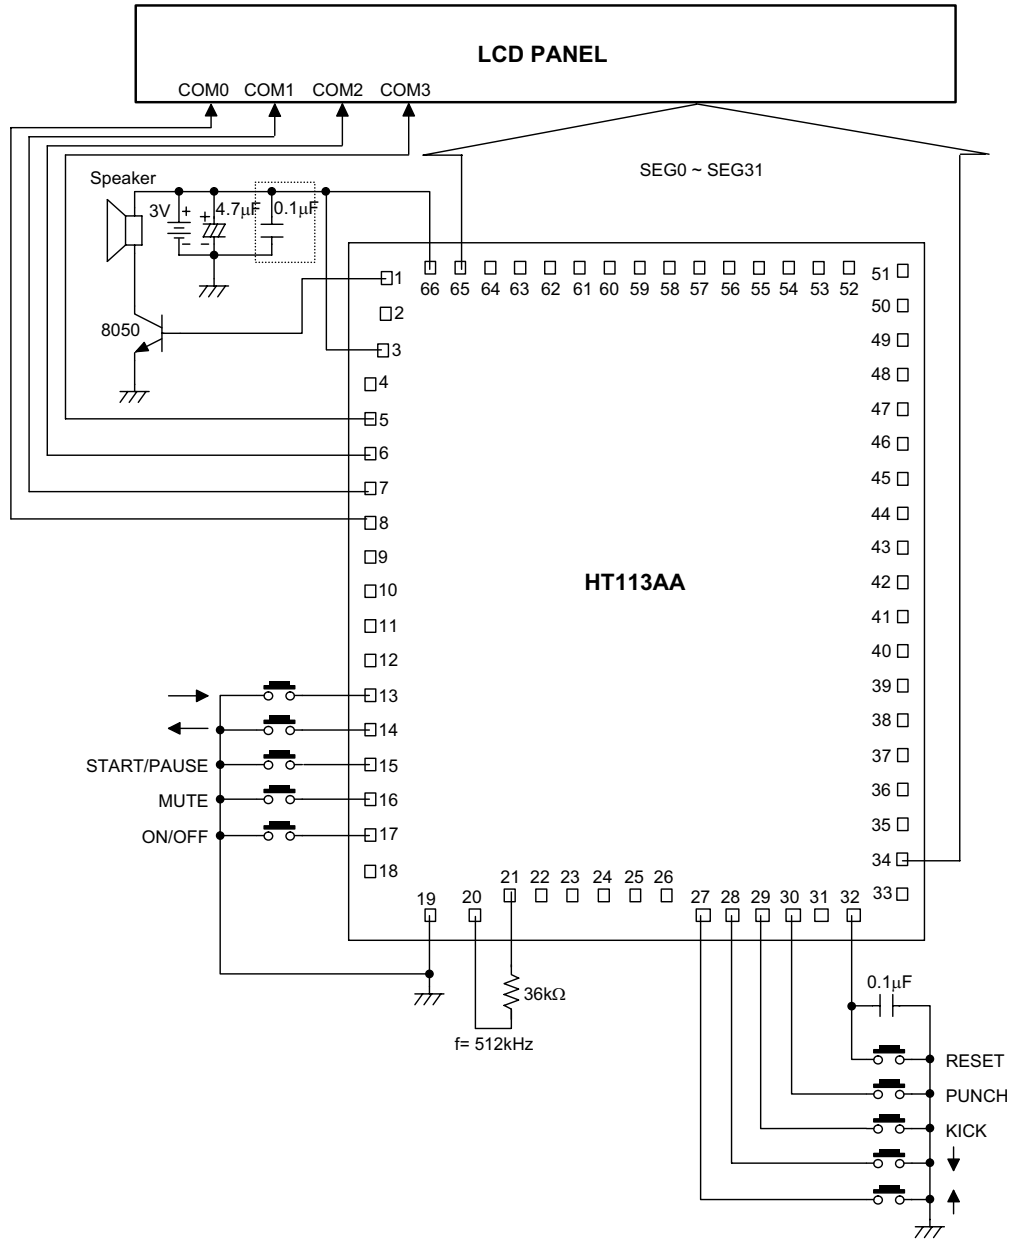 LCD PANEL
COM0 COM1 COM2 COM3
SEG0 ~ SEG31
Speaker
3V + − + − 4.7µF 0.1µF
8050
HT113AA
1
2
3
4
5
6
7
8
9
10
11
12
13
14
15
16
17
18
66 65 64 63 62 61 60 59 58 57 56 55 54 53 52
51
50
49
48
47
46
45
44
43
42
41
40
39
38
37
36
35
34
33
START/PAUSE
MUTE
ON/OFF
19 20 21 22 23 24 25 26 27 28 29 30 31 32
36kΩ
f= 512kHz
0.1µF
RESET
PUNCH
KICK